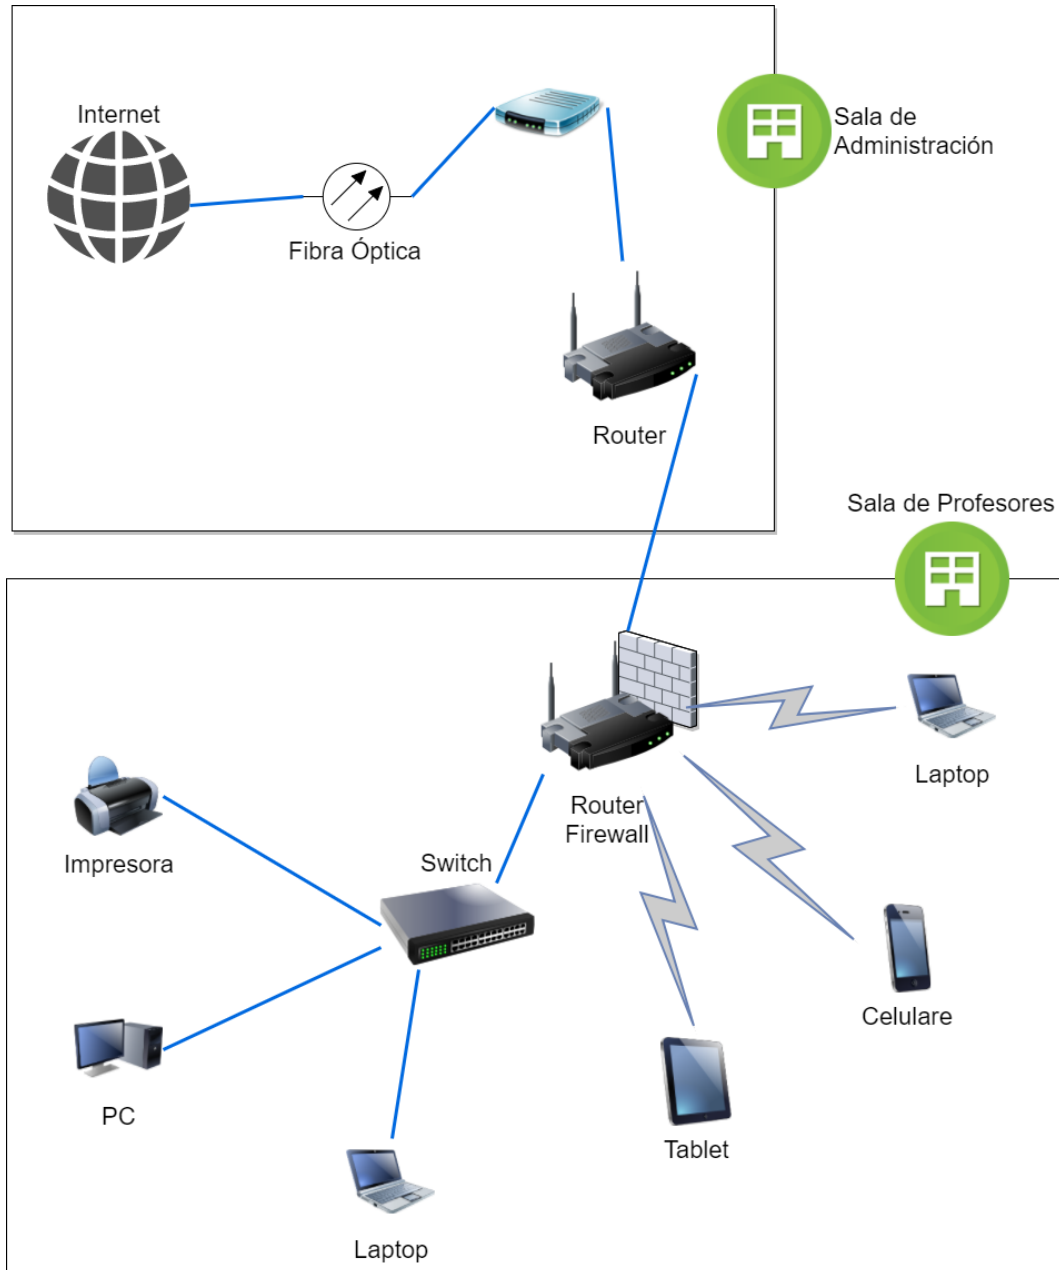 Internet
Sala de
Administración
Fibra Óptica
Router
Sala de Profesores
Laptop
Router
Firewall
Impresora
Switch
Celulare
PC
Tablet
Laptop